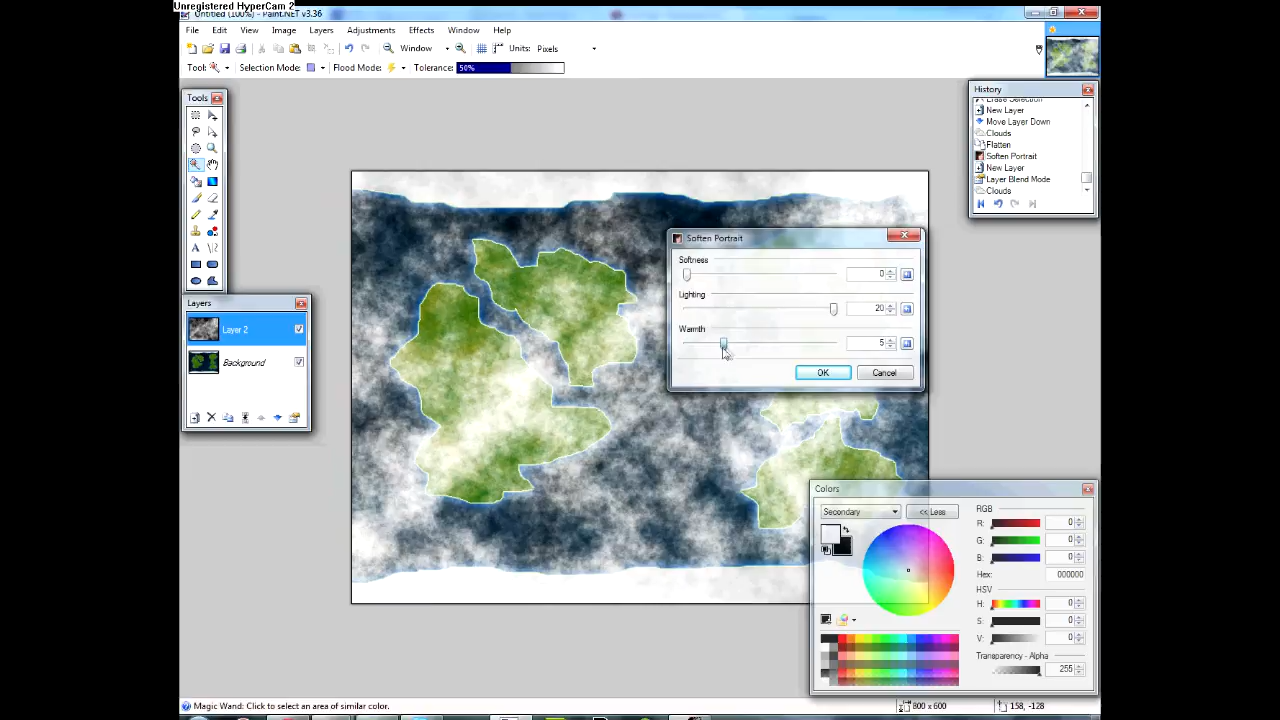 Unregistered HyperCam 2
Untitled (100%) - Paint.NET v3.36
File Edit View Image Layers Adjustments Effects Window Help
Window Units: Pixels
Tool: Selection Mode: Flood Mode: Tolerance: 50%
Tools
History
Erase Selection
New Layer
Move Layer Down
Clouds
Flatten
Soften Portrait
New Layer
Layer Blend Mode
Clouds
Soften Portrait
Softness
0
Lighting
20
Warmth
5
OK Cancel
Layers
Layer 2
Background
Colors
Secondary << Less
RGB
R: 0
G: 0
B: 0
Hex: 000000
HSV
H: 0
S: 0
V: 0
Transparency - Alpha
255
Magic Wand: Click to select an area of similar color.
800 x 600
158, -128